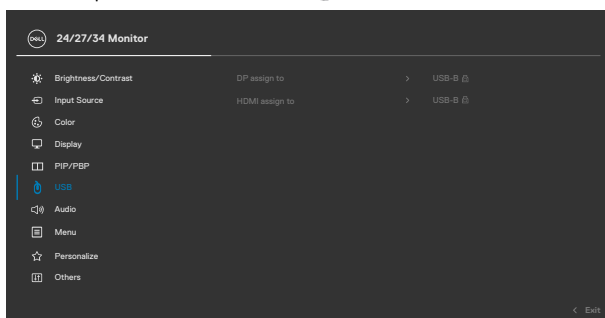 DELL 24/27/34 Monitor
Brightness/Contrast DP assign to > USB-B
Input Source HDMI assign to > USB-B
Color
Display
PIP/PBP
USB
Audio
Menu
Personalize
Others
< Exit